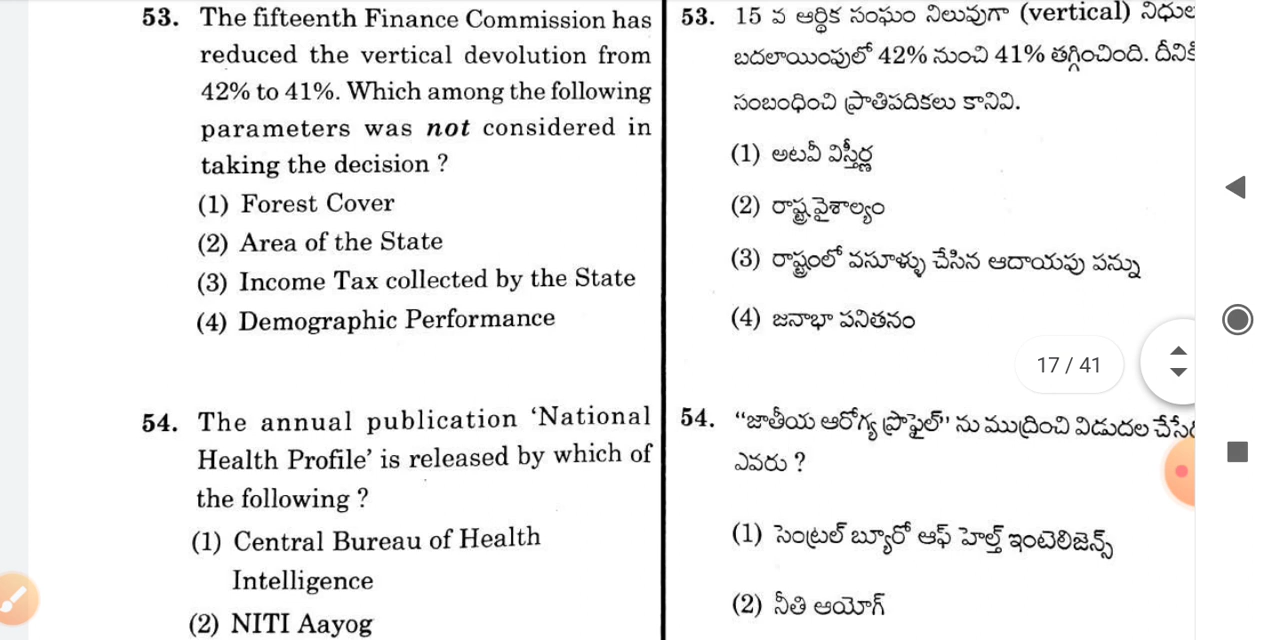 53. The fifteenth Finance Commission has
reduced the vertical devolution from
42% to 41%. Which among the following
parameters was not considered in
taking the decision ?
(1) Forest Cover
(2) Area of the State
(3) Income Tax collected by the State
(4) Demographic Performance
54. The annual publication ‘National
Health Profile’ is released by which of
the following ?
(1) Central Bureau of Health
Intelligence
(2) NITI Aayog
53. 15 వ ఆర్థిక సంఘం నిలువుగా (vertical)
బదలాయింపులో 42% నుంచి 41% తగ్గించింది.
సంబంధించి ప్రాతిపదికలు కానివి.
(1) అటవీ విస్తీర్ణ
(2) రాష్ట్ర వైశాల్యం
(3) రాష్ట్రంలో వసూళ్ళు చేసిన ఆదాయపు పన్ను
(4) జనాభా పనితనం
17 / 41
54. “జాతీయ ఆరోగ్య ప్రొఫైల్” ను ముద్రించి విడుదల
ఎవరు ?
(1) సెంట్రల్ బ్యూరో ఆఫ్ హెల్త్ ఇంటెలిజెన్స్
(2) నీతి ఆయోగ్